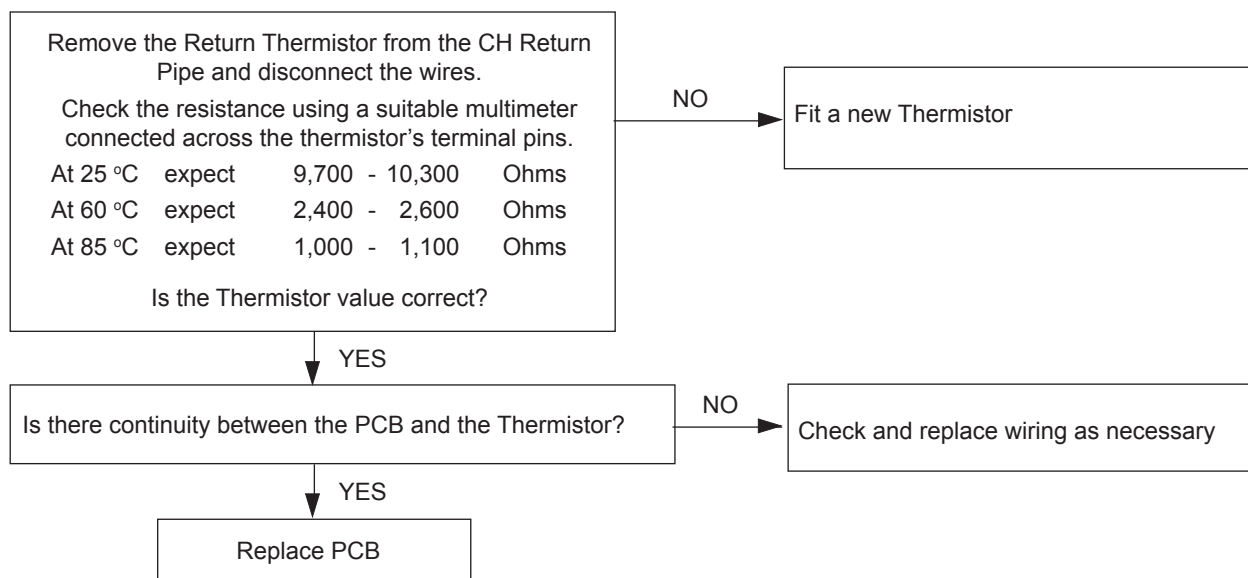 Remove the Return Thermistor from the CH Return
Pipe and disconnect the wires.
Check the resistance using a suitable multimeter
connected across the thermistor’s terminal pins.
At 25 °C expect 9,700 - 10,300 Ohms
At 60 °C expect 2,400 - 2,600 Ohms
At 85 °C expect 1,000 - 1,100 Ohms
Is the Thermistor value correct?
NO
Fit a new Thermistor
YES
Is there continuity between the PCB and the Thermistor?
NO
Check and replace wiring as necessary
YES
Replace PCB